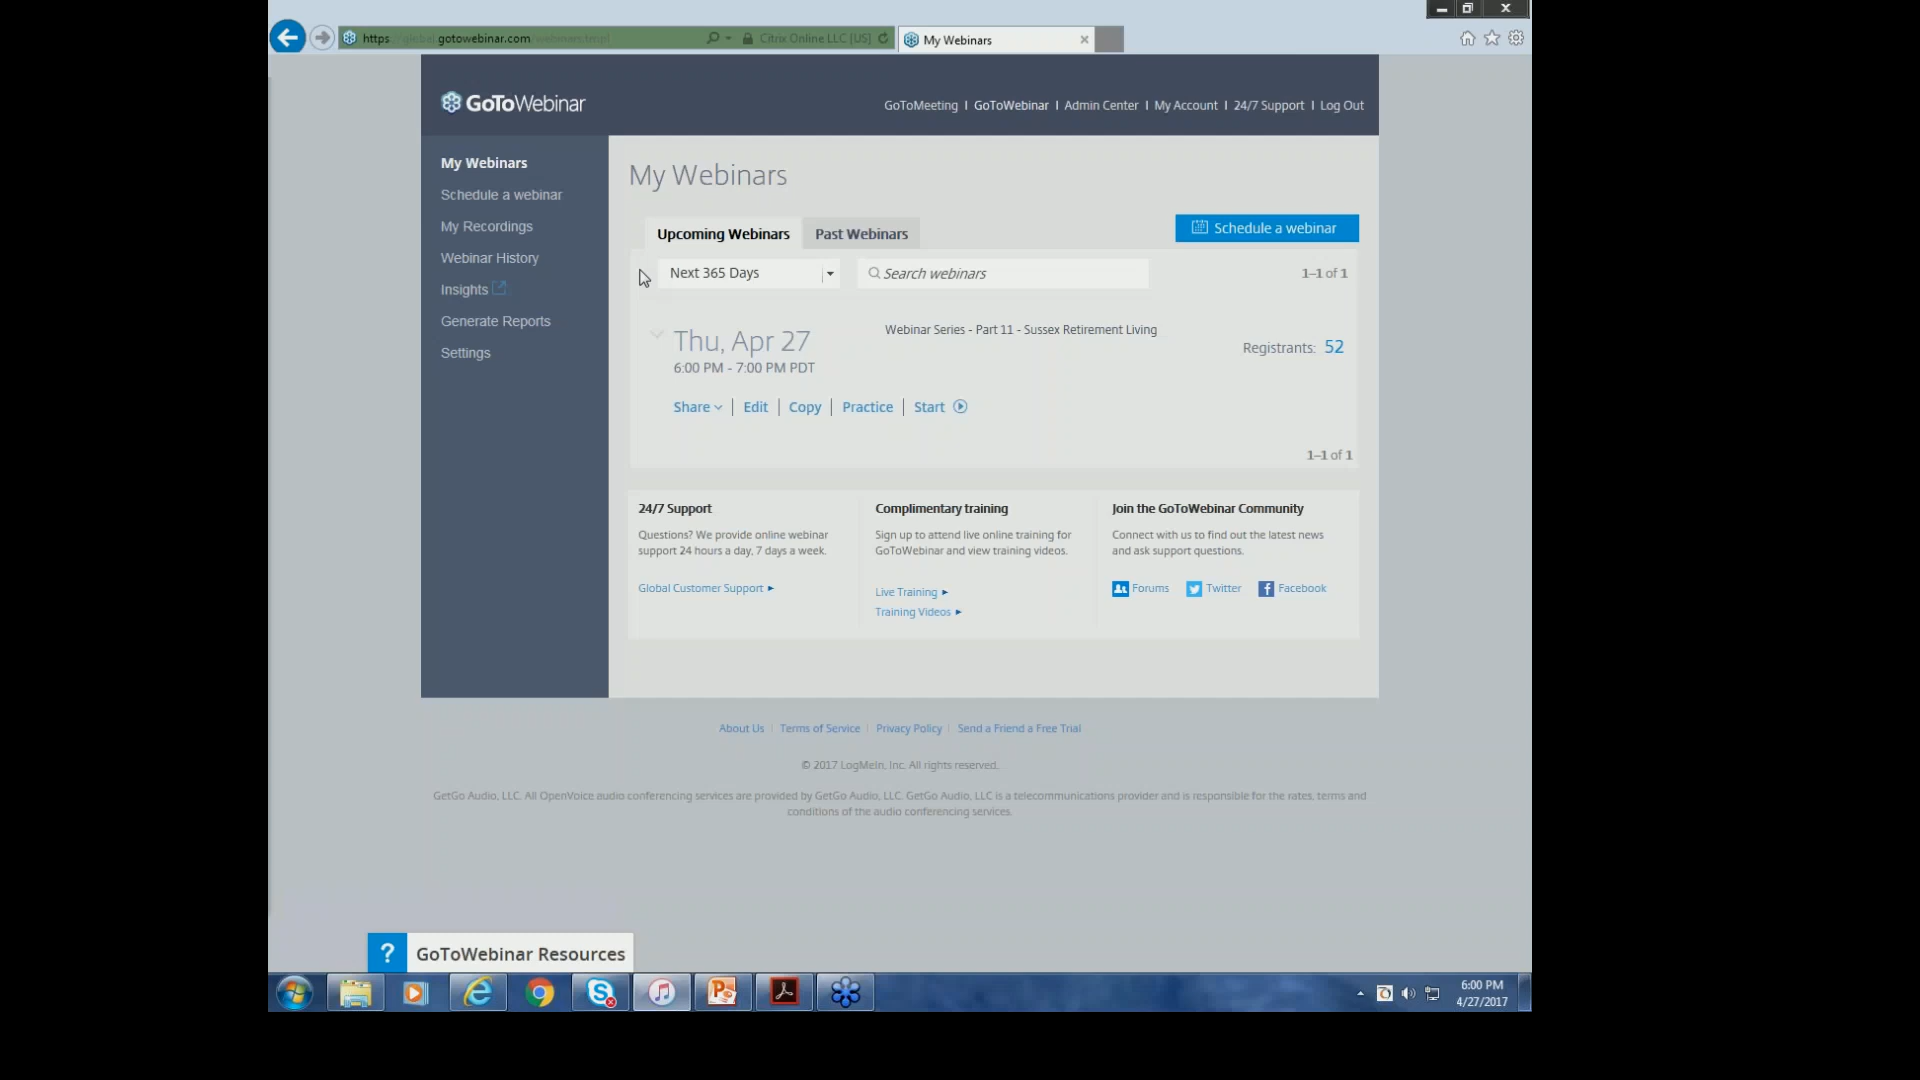 https://global.gotowebinar.com/webinars.tmpl
Citrix Online LLC [US]
My Webinars
GoToWebinar
GoToMeeting | GoToWebinar | Admin Center | My Account | 24/7 Support | Log Out
My Webinars
Schedule a webinar
My Recordings
Webinar History
Insights
Generate Reports
Settings
My Webinars
Upcoming Webinars
Past Webinars
Schedule a webinar
Next 365 Days
Search webinars
1–1 of 1
Thu, Apr 27
6:00 PM - 7:00 PM PDT
Webinar Series - Part 11 - Sussex Retirement Living
Registrants: 52
Share | Edit | Copy | Practice | Start
1–1 of 1
24/7 Support
Questions? We provide online webinar
support 24 hours a day, 7 days a week.
Global Customer Support
Complimentary training
Sign up to attend live online training for
GoToWebinar and view training videos.
Live Training
Training Videos
Join the GoToWebinar Community
Connect with us to find out the latest news
and ask support questions.
Forums
Twitter
Facebook
About Us | Terms of Service | Privacy Policy | Send a Friend a Free Trial
© 2017 LogMeIn, Inc. All rights reserved.
GetGo Audio, LLC. All OpenVoice audio conferencing services are provided by GetGo Audio, LLC. GetGo Audio, LLC is a telecommunications provider and is responsible for the rates, terms and
conditions of the audio conferencing services.
? GoToWebinar Resources
6:00 PM
4/27/2017